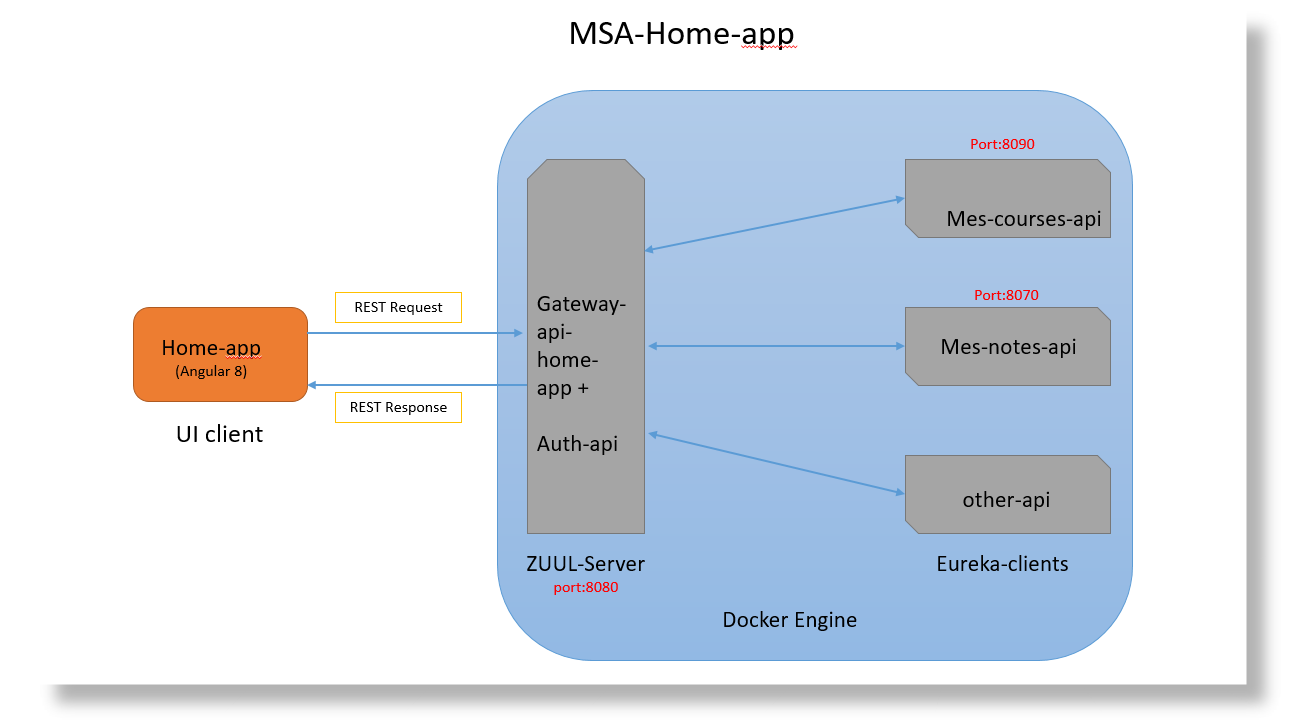 MSA-Home-app
Port:8090
Mes-courses-api
Port:8070
Mes-notes-api
other-api
Eureka-clients
Gateway-
api-
home-
app +
Auth-api
ZUUL-Server
port:8080
Docker Engine
REST Request
REST Response
Home-app
(Angular 8)
UI client